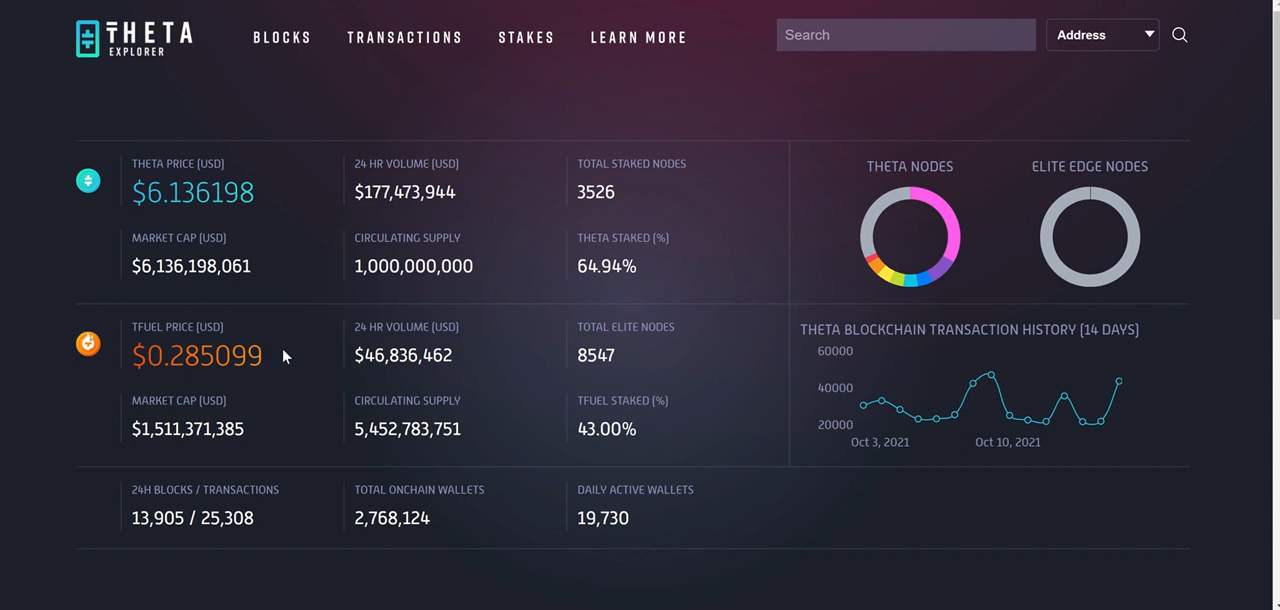 THETA
EXPLORER
BLOCKS
TRANSACTIONS
STAKES
LEARN MORE
Search
Address
THETA PRICE (USD)
$6.136198
24 HR VOLUME (USD)
$177,473,944
TOTAL STAKED NODES
3526
MARKET CAP (USD)
$6,136,198,061
CIRCULATING SUPPLY
1,000,000,000
THETA STAKED (%)
64.94%
THETA NODES
ELITE EDGE NODES
TFUEL PRICE (USD)
$0.285099
24 HR VOLUME (USD)
$46,836,462
TOTAL ELITE NODES
8547
MARKET CAP (USD)
$1,511,371,385
CIRCULATING SUPPLY
5,452,783,751
TFUEL STAKED (%)
43.00%
THETA BLOCKCHAIN TRANSACTION HISTORY (14 DAYS)
60000
40000
20000
Oct 3, 2021
Oct 10, 2021
24H BLOCKS / TRANSACTIONS
13,905 / 25,308
TOTAL ONCHAIN WALLETS
2,768,124
DAILY ACTIVE WALLETS
19,730